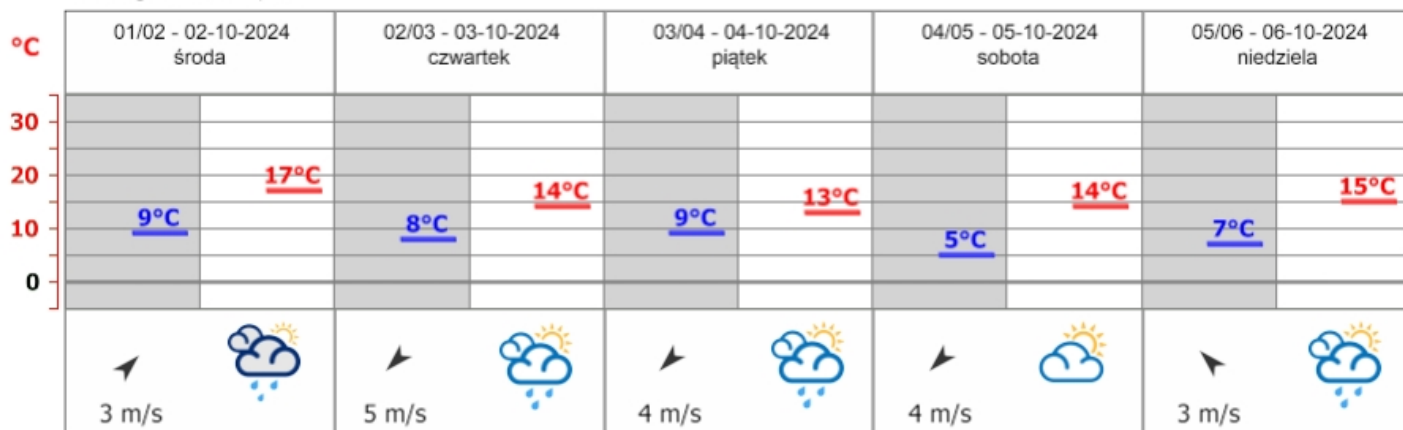 01/02 - 02-10-2024
środa
02/03 - 03-10-2024
czwartek
03/04 - 04-10-2024
piątek
04/05 - 05-10-2024
sobota
05/06 - 06-10-2024
niedziela
°C
30
20
10
0
9°C
17°C
8°C
14°C
9°C
13°C
5°C
14°C
7°C
15°C
3 m/s
5 m/s
4 m/s
4 m/s
3 m/s